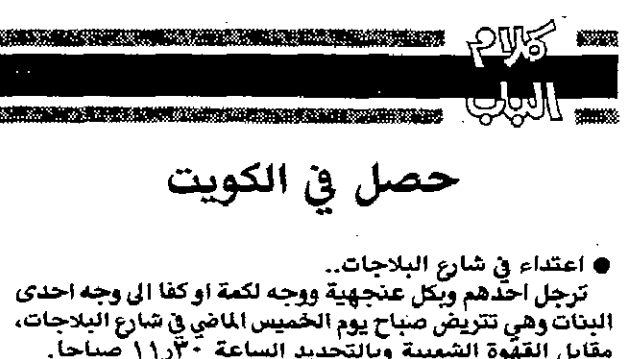 كلام
الباب
حصل في الكويت
● اعتداء في شارع البلاجات..
ترجل احدهم وبكل عنجهية ووجه لكمة او كفا الى وجه احدى
البنات وهي تتريض صباح يوم الخميس الماضي في شارع البلاجات،
مقابل القهوة الشعبية وبالتحديد الساعة ١١٫٣٠ صباحا.